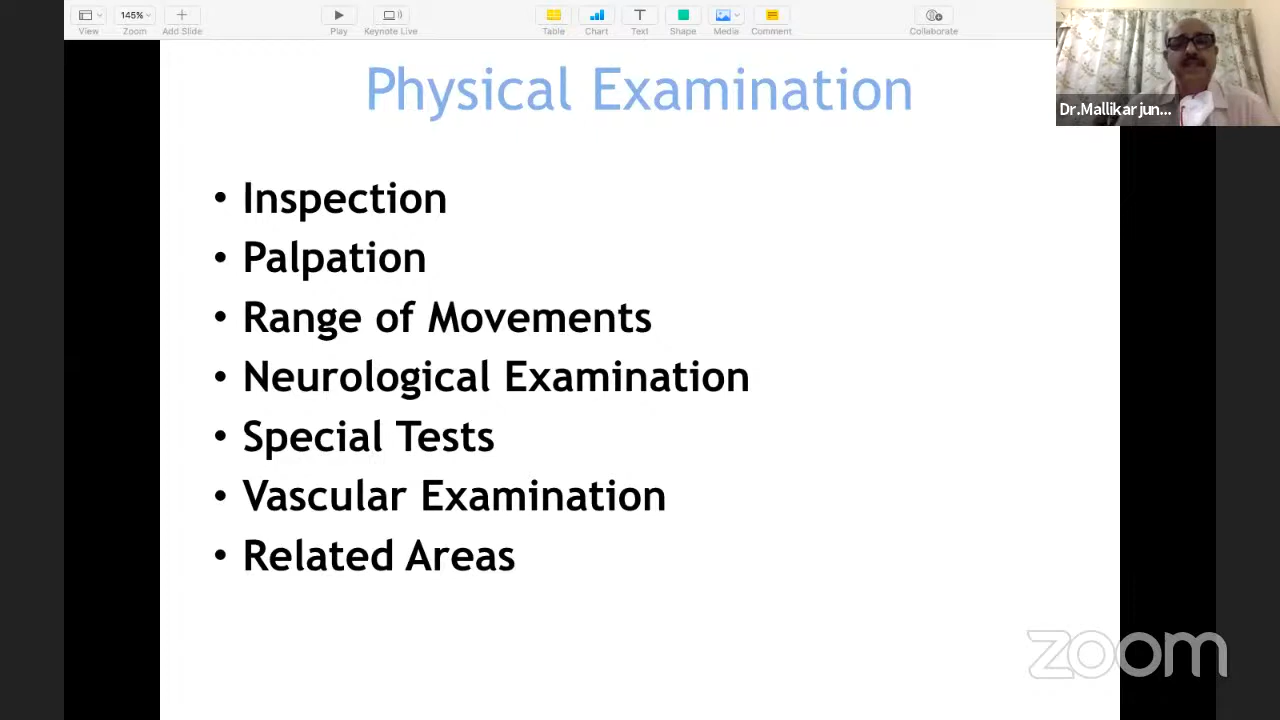 145%
View
Zoom
Add Slide
Play
Keynote Live
Table
Chart
Text
Shape
Media
Comment
Collaborate
Dr.Mallikarjun...
Physical Examination
• Inspection
• Palpation
• Range of Movements
• Neurological Examination
• Special Tests
• Vascular Examination
• Related Areas
zoom